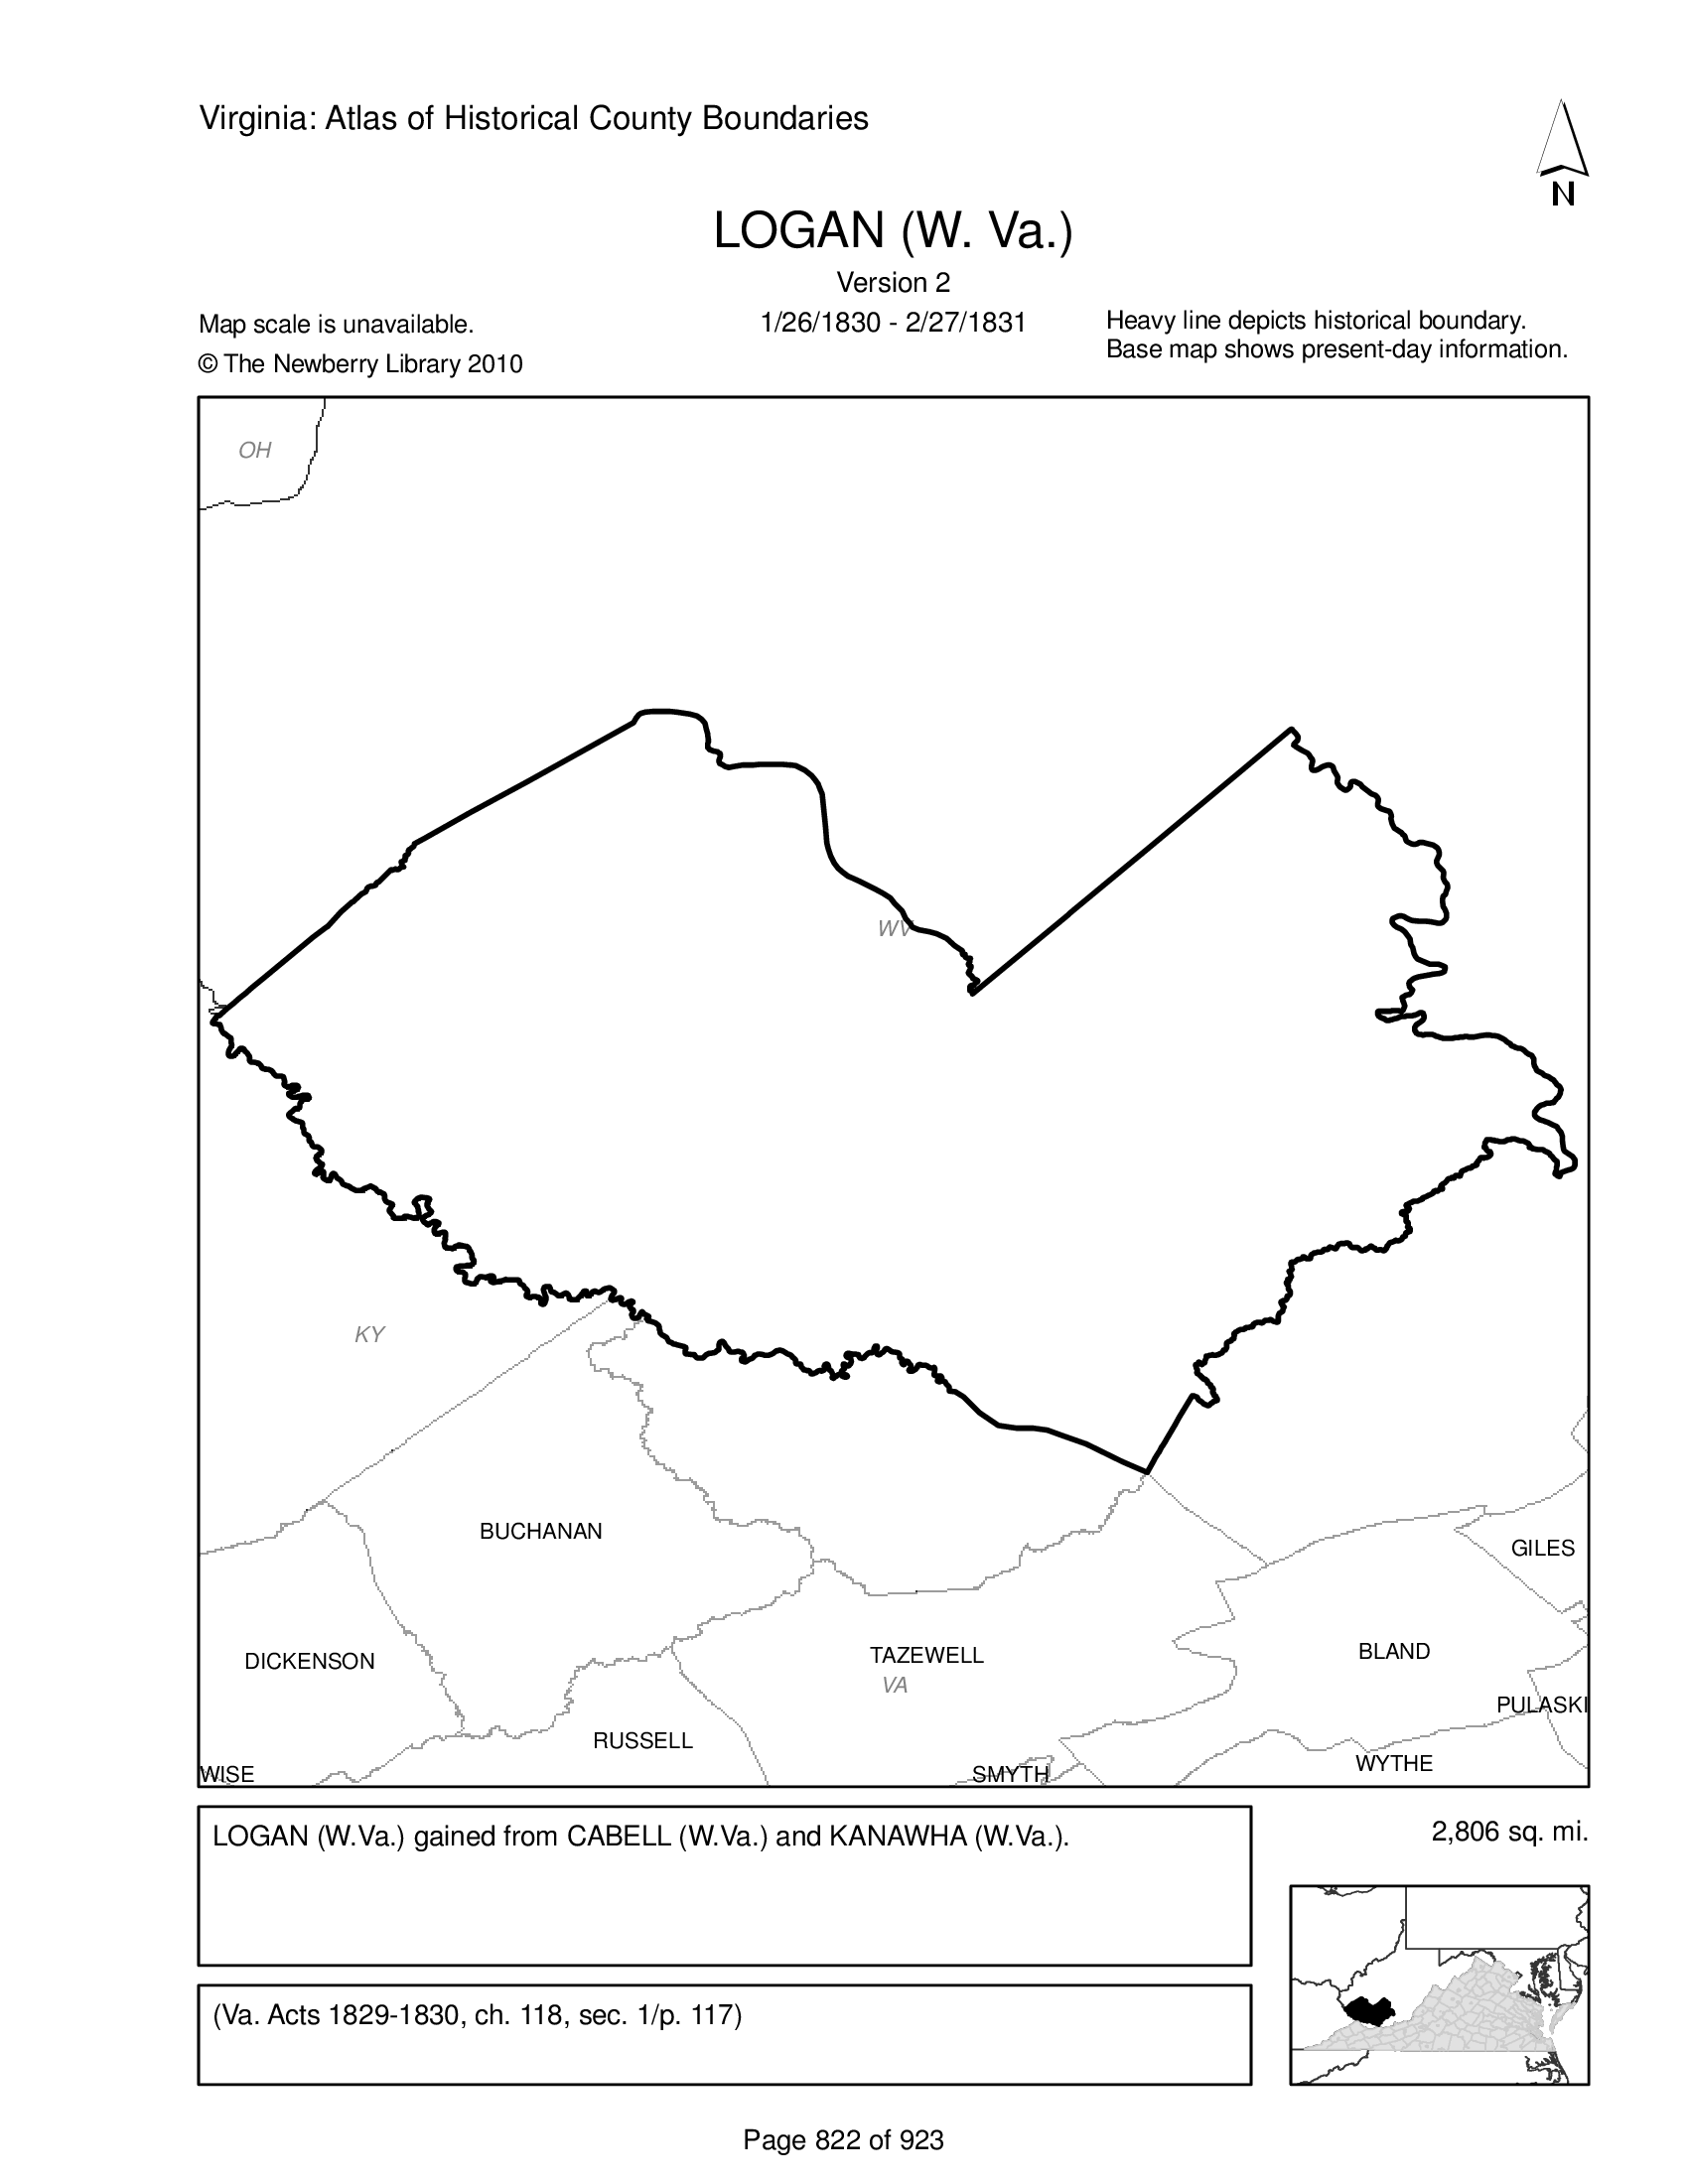 Virginia: Atlas of Historical County Boundaries
N
LOGAN (W. Va.)
Version 2
Map scale is unavailable.
1/26/1830 - 2/27/1831
Heavy line depicts historical boundary.
Base map shows present-day information.
© The Newberry Library 2010
OH
WV
KY
BUCHANAN
GILES
DICKENSON
TAZEWELL
BLAND
VA
PULASKI
RUSSELL
WYTHE
WISE
SMYTH
LOGAN (W.Va.) gained from CABELL (W.Va.) and KANAWHA (W.Va.).
2,806 sq. mi.
(Va. Acts 1829-1830, ch. 118, sec. 1/p. 117)
Page 822 of 923